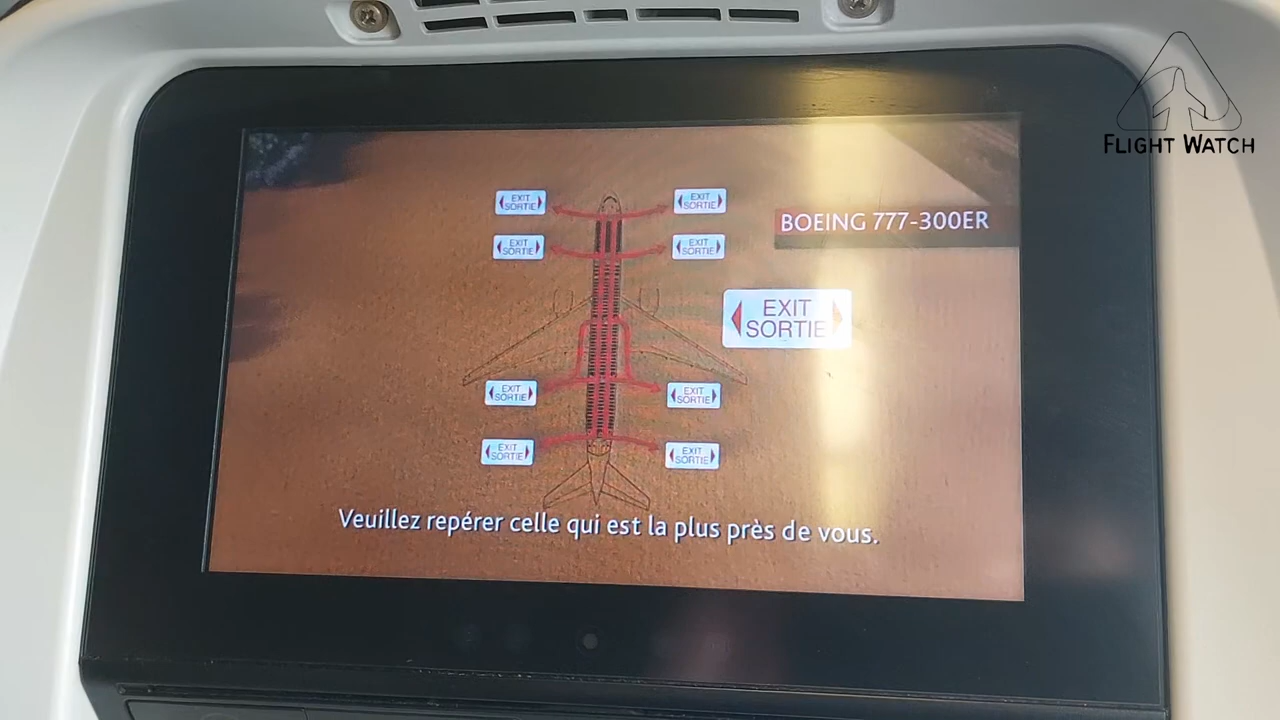 FLIGHT WATCH
EXIT
SORTIE
EXIT
SORTIE
BOEING 777-300ER
EXIT
SORTIE
EXIT
SORTIE
EXIT
SORTIE
EXIT
SORTIE
EXIT
SORTIE
EXIT
SORTIE
EXIT
SORTIE
Veuillez repérer celle qui est la plus près de vous.